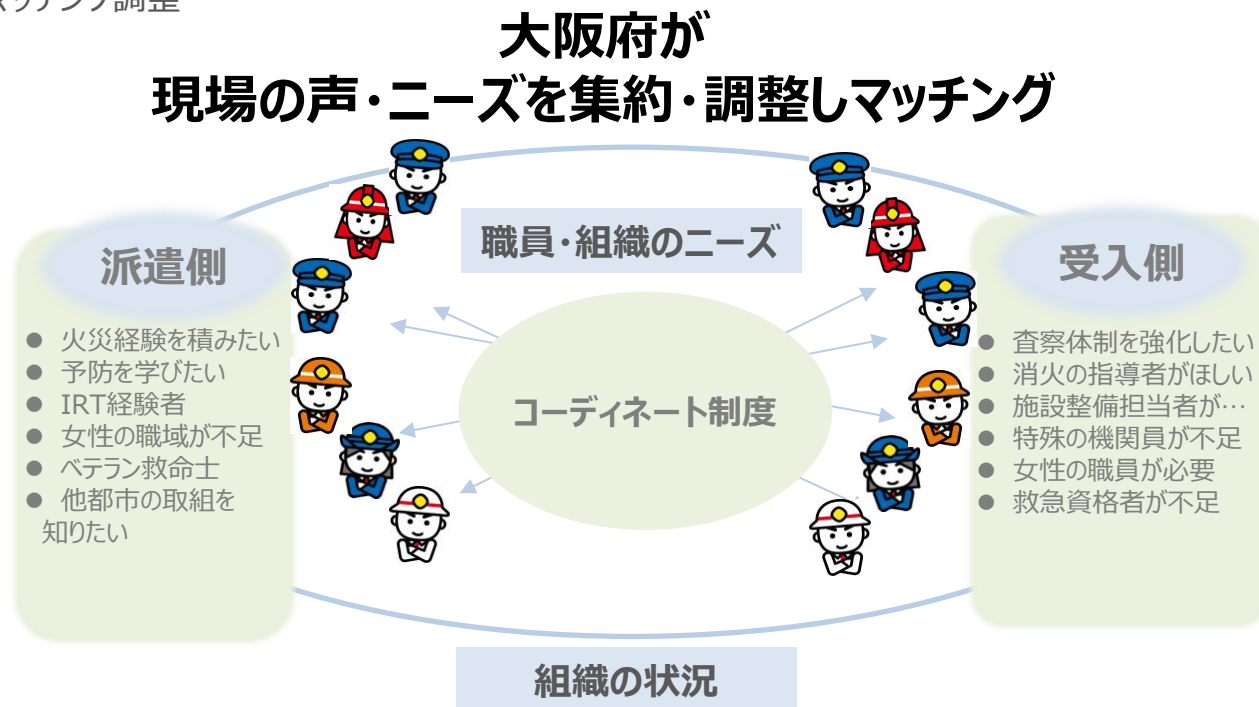 マッチング調整
大阪府が
現場の声・ニーズを集約・調整しマッチング
職員・組織のニーズ
派遣側
● 火災経験を積みたい
● 予防を学びたい
● IRT経験者
● 女性の職域が不足
● ベテラン救命士
● 他都市の取組を
知りたい
コーディネート制度
受入側
● 査察体制を強化したい
● 消火の指導者がほしい
● 施設整備担当者が…
● 特殊の機関員が不足
● 女性の職員が必要
● 救急資格者が不足
組織の状況